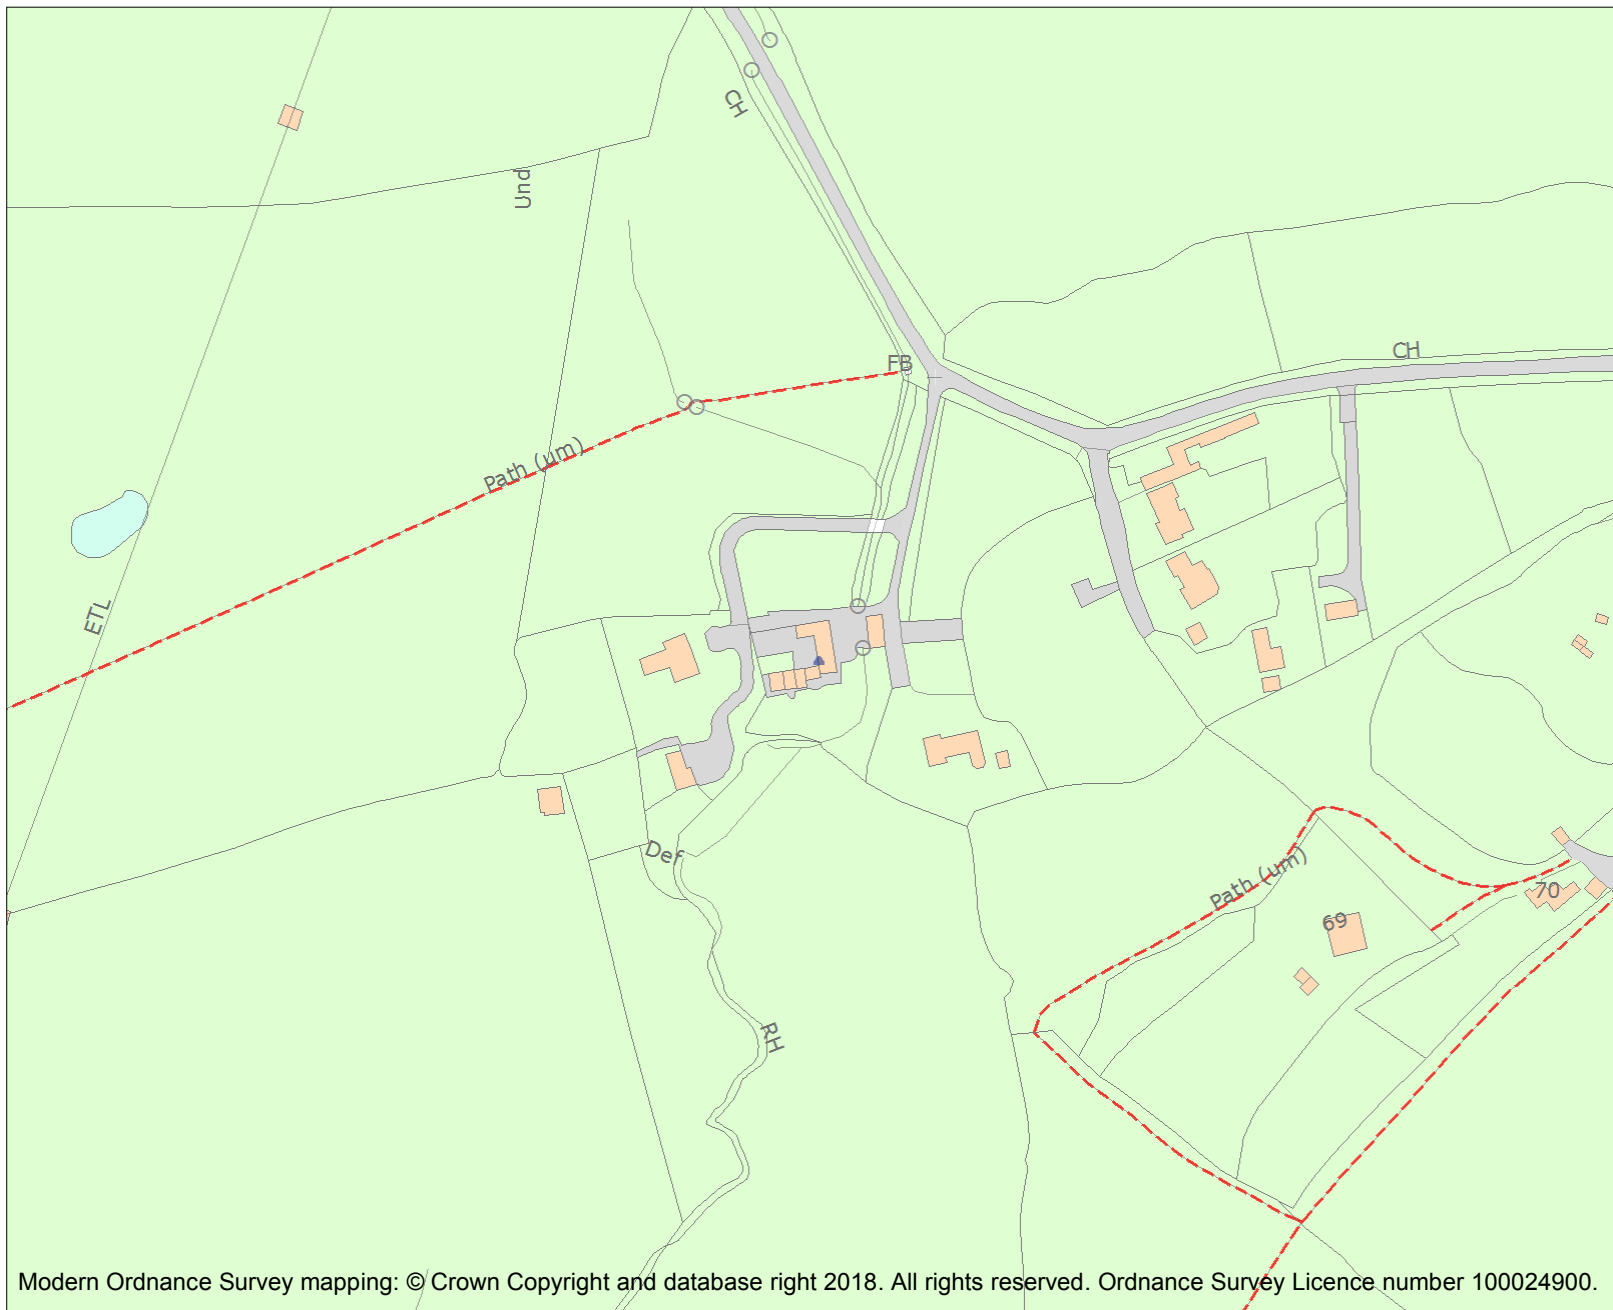 CH
Und
CH
FB
Path (um)
ETL
Def
Path (um)
70
69
RH
Modern Ordnance Survey mapping: © Crown Copyright and database right 2018. All rights reserved. Ordnance Survey Licence number 100024900.